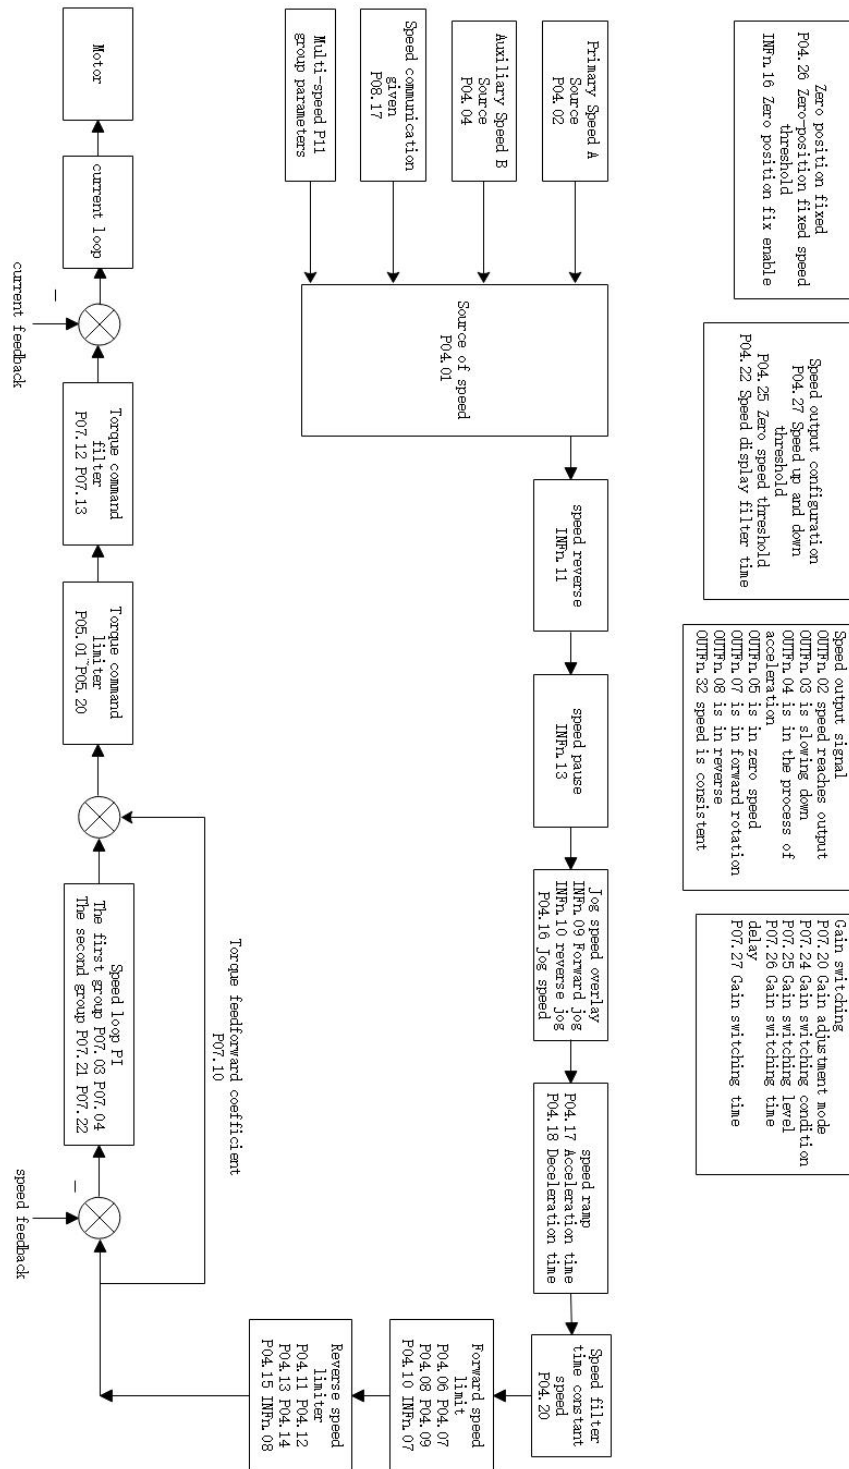 Zero position fixed
P04.26 Zero-position fixed speed
threshold
INFn.16 Zero position fix enable
Speed output configuration
P04.27 Speed up and down
threshold
P04.25 Zero speed threshold
P04.22 Speed display filter time
Speed output signal
OUTFn.02 speed reaches output
OUTFn.03 is slowing down
OUTFn.04 is in the process of
acceleration
OUTFn.05 is in zero speed
OUTFn.07 is in forward rotation
OUTFn.08 is in reverse
OUTFn.32 speed is consistent
Gain switching
P07.20 Gain adjustment mode
P07.24 Gain switching condition
P07.25 Gain switching level
P07.26 Gain switching time
delay
P07.27 Gain switching time
Primary Speed A
Source
P04.02
Auxiliary Speed B
Source
P04.04
Speed communication
given
P08.17
Multi-speed P11
group parameters
Source of speed
P04.01
speed reverse
INFn.11
speed pause
INFn.13
Jog speed overlay
INFn.09 Forward jog
INFn.10 reverse jog
P04.16 Jog speed
speed ramp
P04.17 Acceleration time
P04.18 Deceleration time
Speed filter
time constant
speed
P04.20
Forward speed
limit
P04.06 P04.07
P04.08 P04.09
P04.10 INFn.07
Reverse speed
limiter
P04.11 P04.12
P04.13 P04.14
P04.15 INFn.08
Torque feedforward coefficient
P07.10
Motor
current loop
−
current feedback
Torque command
filter
P07.12 P07.13
Torque command
limiter
P05.01~P05.20
Speed loop PI
The first group P07.03 P07.04
The second group P07.21 P07.22
−
speed feedback